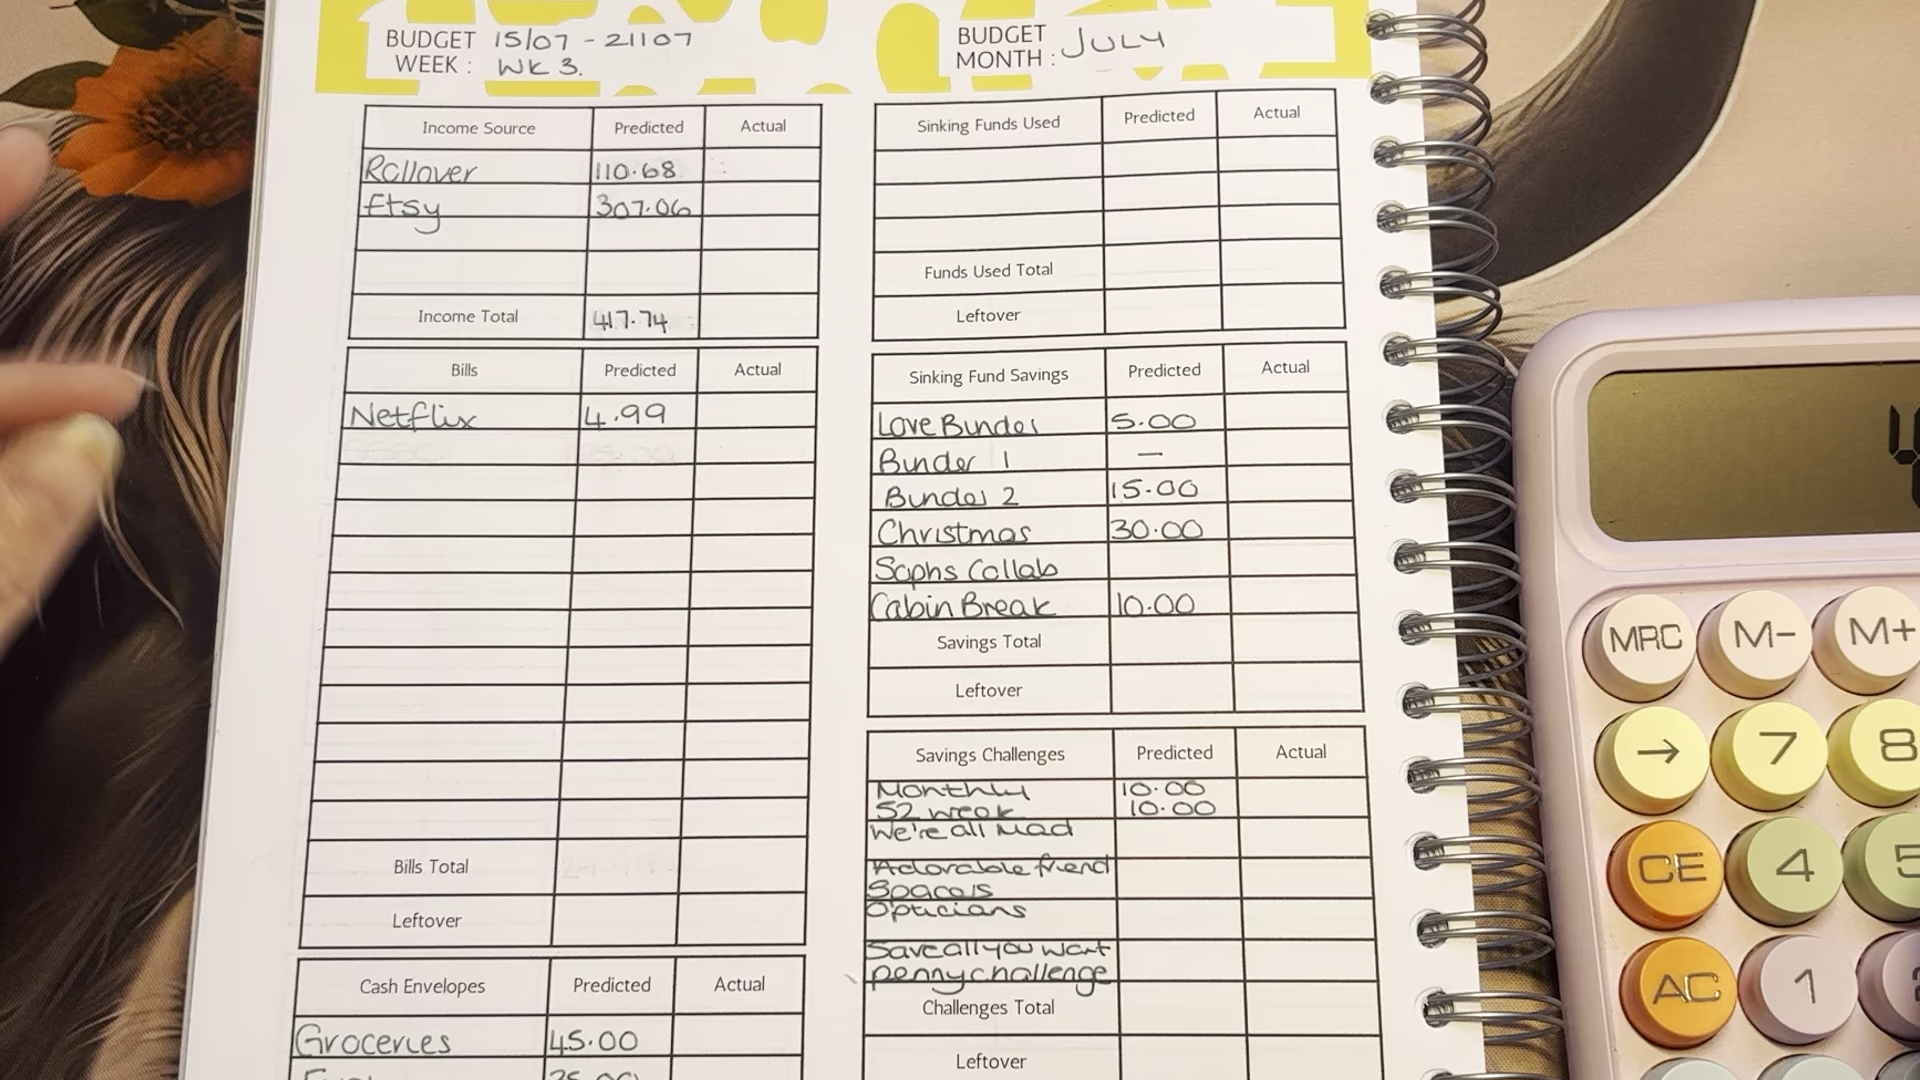 BUDGET WEEK : 15/07 - 21107
WK 3.
BUDGET MONTH : JULY
Income Source Predicted Actual
Rollover 110.68
Etsy 307.06
Income Total 417.74
Bills Predicted Actual
Netflix 4.99
Bills Total
Leftover
Cash Envelopes Predicted Actual
Groceries 45.00
Sinking Funds Used Predicted Actual
Funds Used Total
Leftover
Sinking Fund Savings Predicted Actual
Love Binder 5.00
Binder 1 —
Binder 2 15.00
Christmas 30.00
Sophs Collab
Cabin Break 10.00
Savings Total
Leftover
Savings Challenges Predicted Actual
Monthly 10.00
52 week 10.00
We're all Mad
Adorable friend
Spacers
Opticians
Save all you want
penny challenge
Challenges Total
Leftover
MRC M- M+
→ 7 8
CE 4 5
AC 1